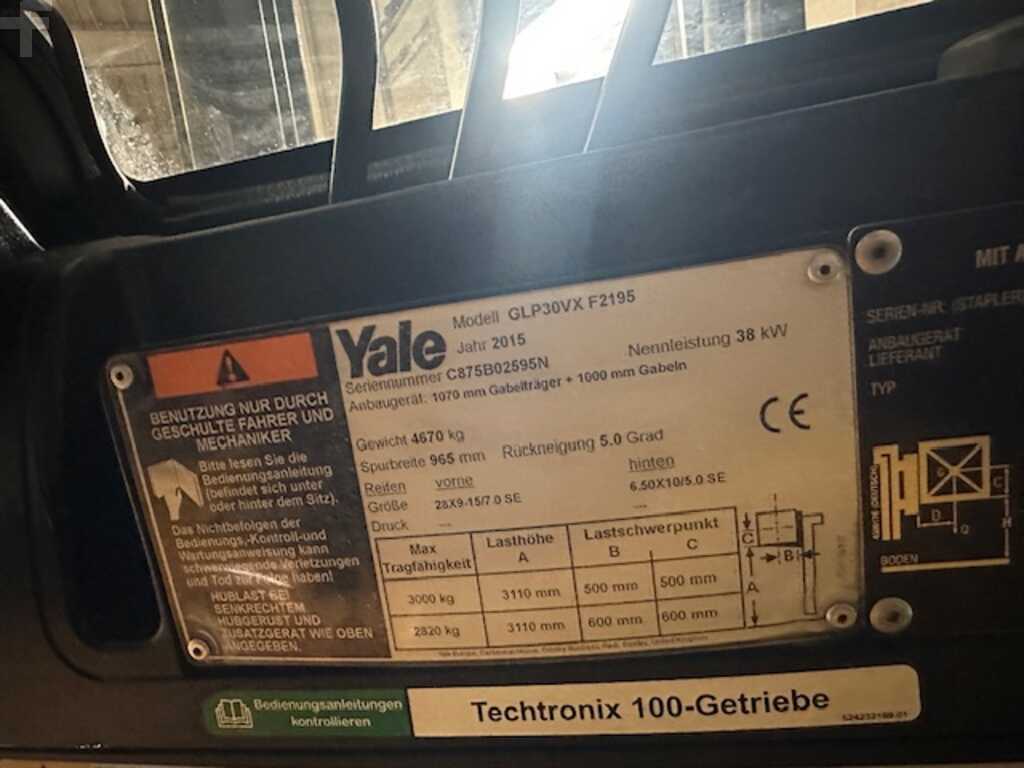 Yale
Modell GLP30VX F2195
Jahr 2015
Nennleistung 38 kW
Seriennummer C875B02595N
Anbaugerät: 1070 mm Gabelträger + 1000 mm Gabeln
Gewicht 4670 kg
Spurbreite 965 mm Rückneigung 5.0 Grad
Reifen vorne hinten
Größe 28X9-15/7.0 SE 6.50X10/5.0 SE
Druck --- ---
Max Tragfähigkeit Lasthöhe A Lastschwerpunkt B C
3000 kg 3110 mm 500 mm 500 mm
2820 kg 3110 mm 600 mm 600 mm
C
B
A
CE
BENUTZUNG NUR DURCH
GESCHULTE FAHRER UND
MECHANIKER
Bitte lesen Sie die
Bedienungsanleitung
(befindet sich unter
oder hinter dem Sitz).
Das Nichtbefolgen der
Bedienungs,-Kontroll-und
Wartungsanweisung kann
schwerwiegende Verletzungen
und Tod zur Folge haben!
HUBLAST BEI
SENKRECHTEM
HUBGERUST UND
ZUSATZGERAT WIE OBEN
ANGEGEBEN.
MIT A
SERIEN-NR. (STAPLER)
ANBAUGERÄT
LIEFERANT
TYP
G
C
D
G
H
BODEN
Bedienungsanleitungen
kontrollieren
Techtronix 100-Getriebe